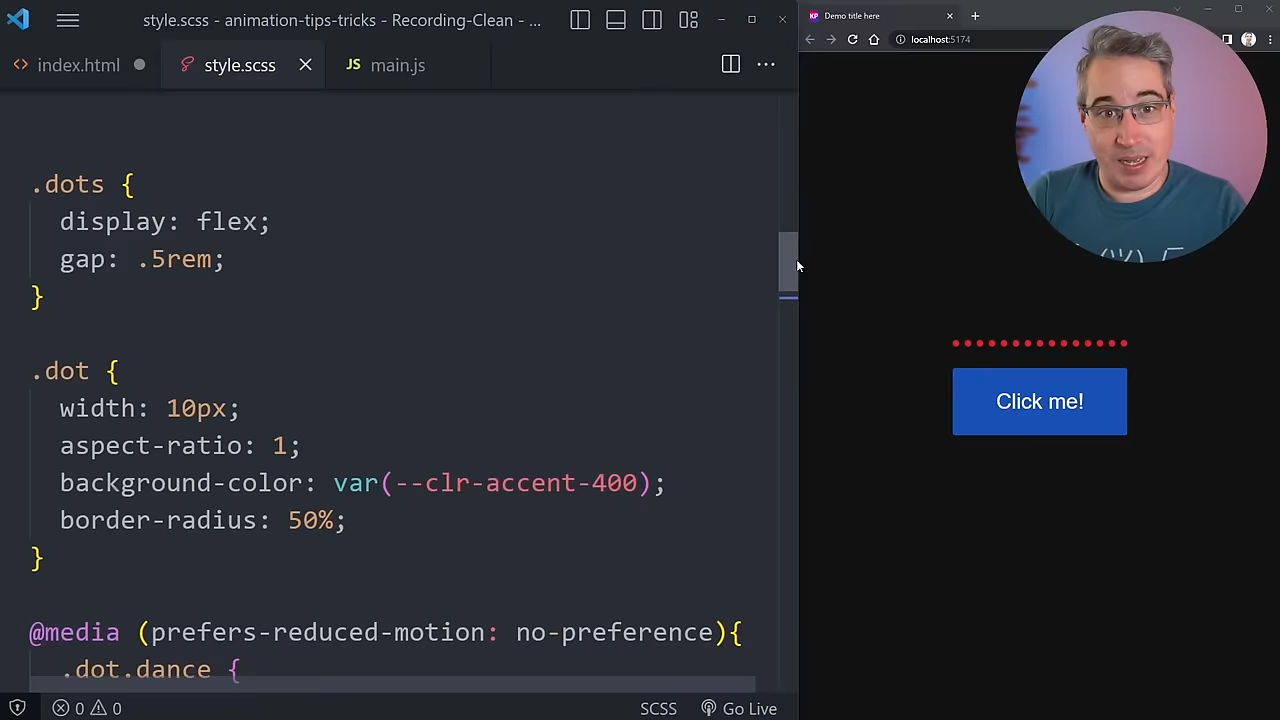 style.scss - animation-tips-tricks - Recording-Clean - ...
index.html
style.scss
JS main.js
.dots {
display: flex;
gap: .5rem;
}
.dot {
width: 10px;
aspect-ratio: 1;
background-color: var(--clr-accent-400);
border-radius: 50%;
}
@media (prefers-reduced-motion: no-preference){
.dot.dance {
0 0
SCSS
Go Live
KP Demo title here
localhost:5174
Click me!